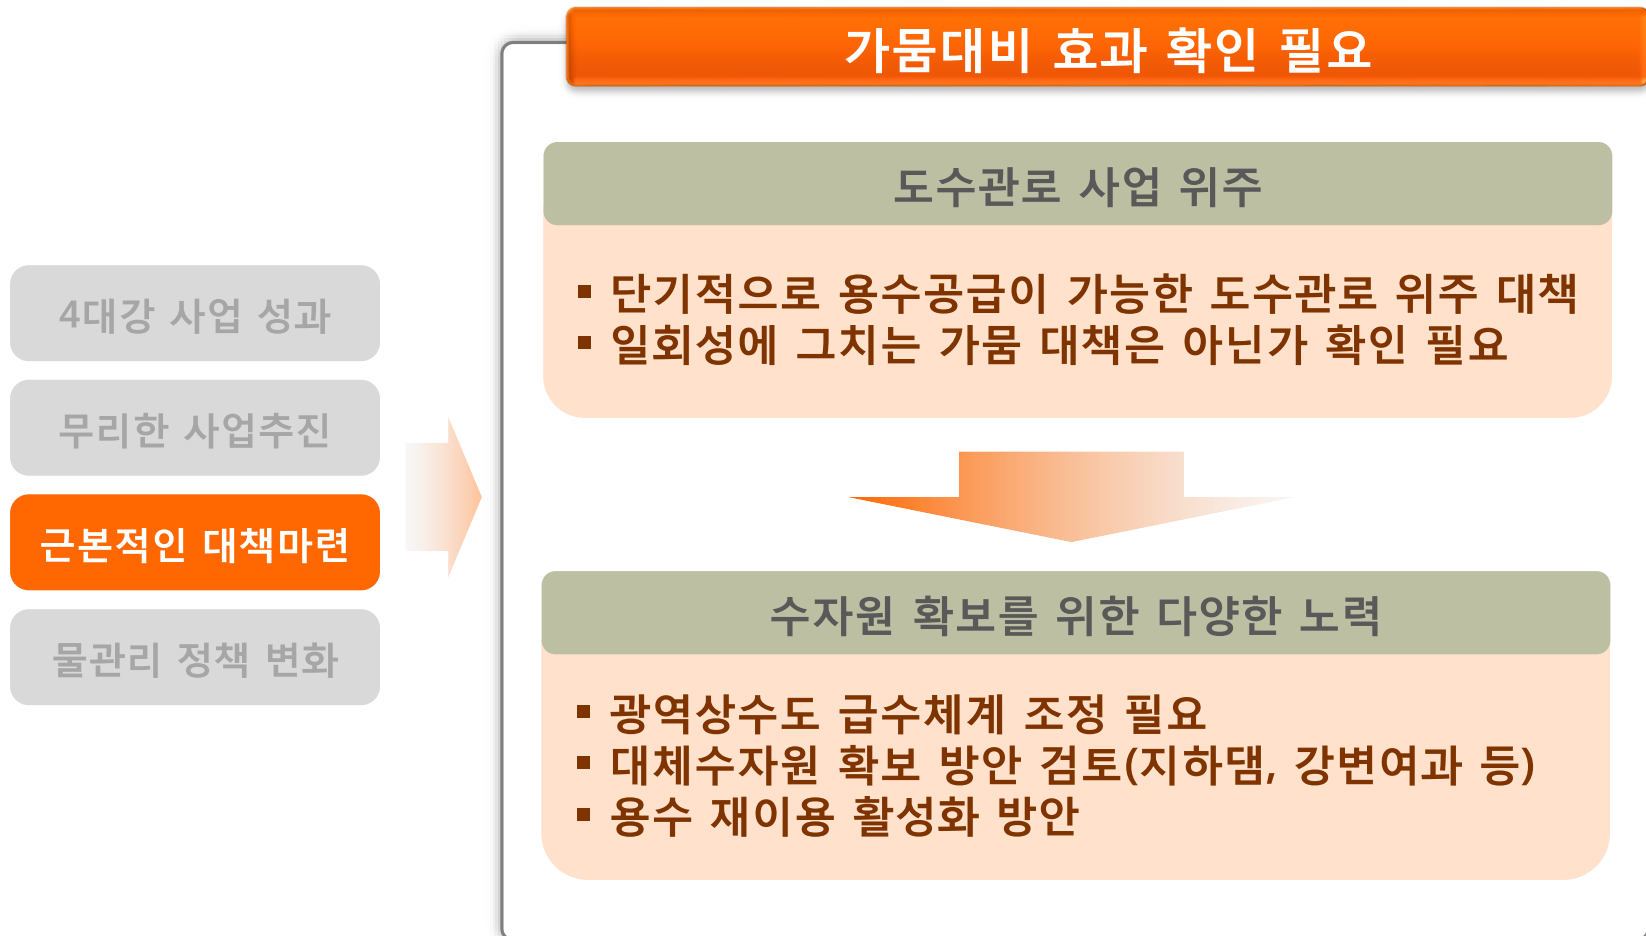 가뭄대비 효과 확인 필요
4대강 사업 성과
무리한 사업추진
근본적인 대책마련
물관리 정책 변화
도수관로 사업 위주
▪ 단기적으로 용수공급이 가능한 도수관로 위주 대책
▪ 일회성에 그치는 가뭄 대책은 아닌가 확인 필요
수자원 확보를 위한 다양한 노력
▪ 광역상수도 급수체계 조정 필요
▪ 대체수자원 확보 방안 검토(지하댐, 강변여과 등)
▪ 용수 재이용 활성화 방안